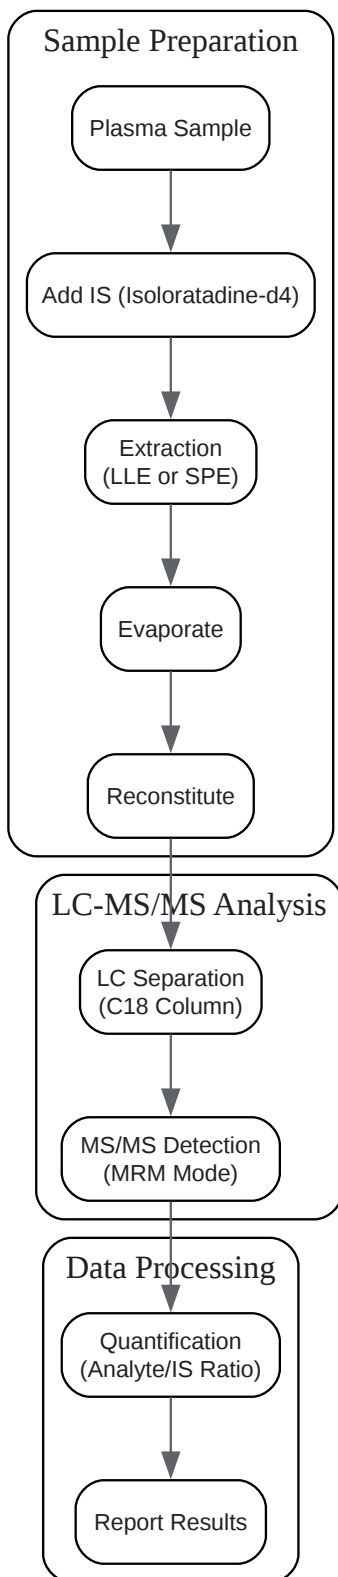 Sample Preparation
Plasma Sample
Add IS (Isoloratadine-d4)
Extraction
(LLE or SPE)
Evaporate
Reconstitute
LC-MS/MS Analysis
LC Separation
(C18 Column)
MS/MS Detection
(MRM Mode)
Data Processing
Quantification
(Analyte/IS Ratio)
Report Results